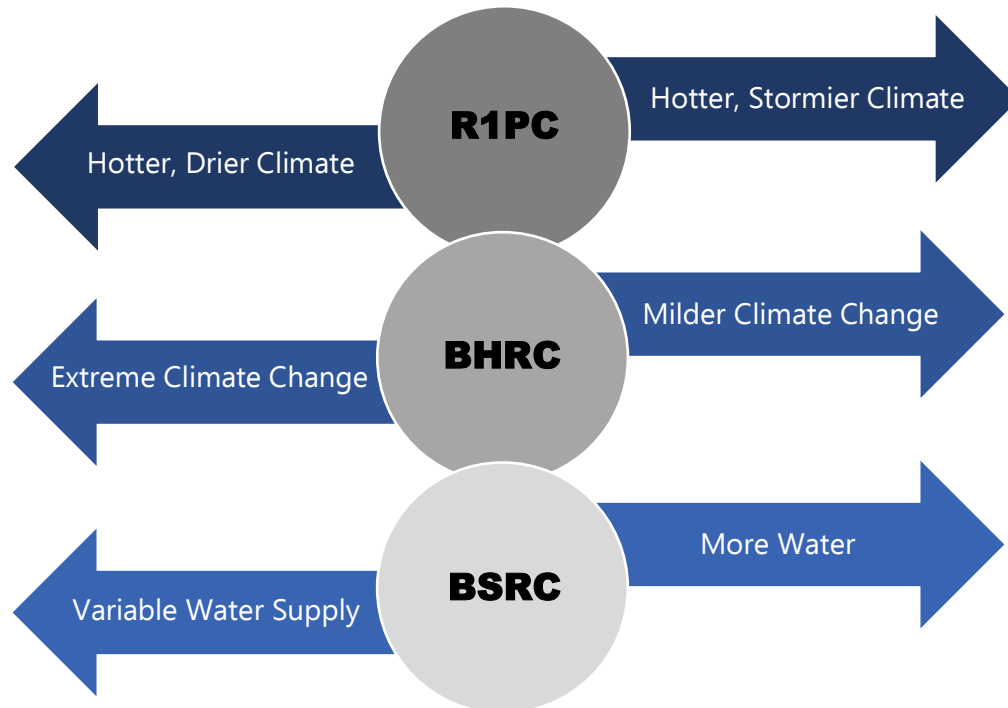 Hotter, Stormier Climate
R1PC
Hotter, Drier Climate
Milder Climate Change
BHRC
Extreme Climate Change
More Water
BSRC
Variable Water Supply